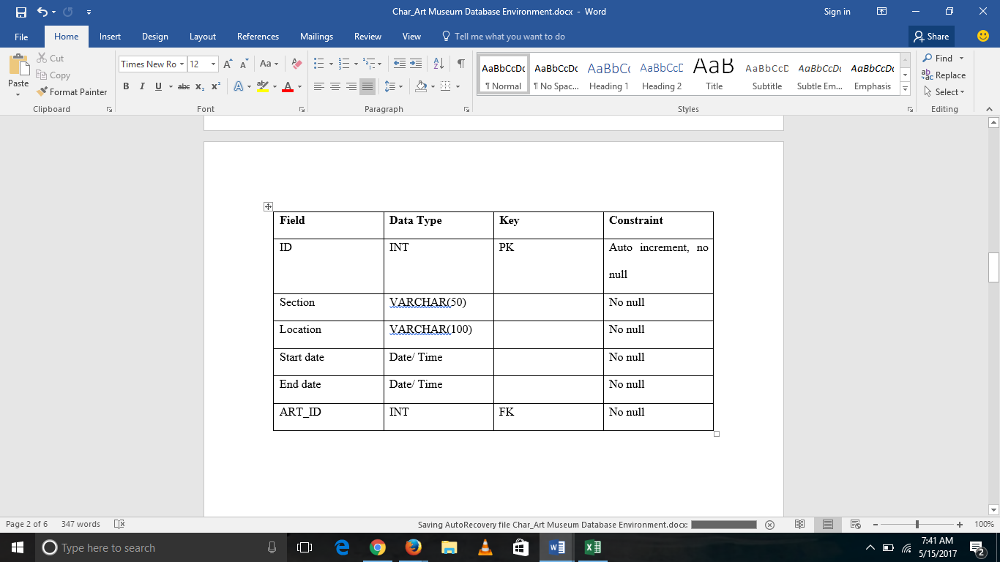 Char_Art Museum Database Environment.docx - Word
Sign in
File
Home
Insert
Design
Layout
References
Mailings
Review
View
Tell me what you want to do
Share
Paste
Cut
Copy
Format Painter
Clipboard
Times New Ro
12
Aa
B I U abc x2 x2
Font
Paragraph
AaBbCcDc
¶ Normal
AaBbCcDc
¶ No Spac...
AaBbCc
Heading 1
AaBbCcD
Heading 2
AaB
Title
AaBbCcD
Subtitle
AaBbCcDc
Subtle Em...
AaBbCcDc
Emphasis
Styles
Find
Replace
Select
Editing
Field Data Type Key Constraint
ID INT PK Auto increment, no
null
Section VARCHAR(50) No null
Location VARCHAR(100) No null
Start date Date/ Time No null
End date Date/ Time No null
ART_ID INT FK No null
Page 2 of 6 347 words
Saving AutoRecovery file Char_Art Museum Database Environment.docx:
100%
Type here to search
7:41 AM
5/15/2017
2